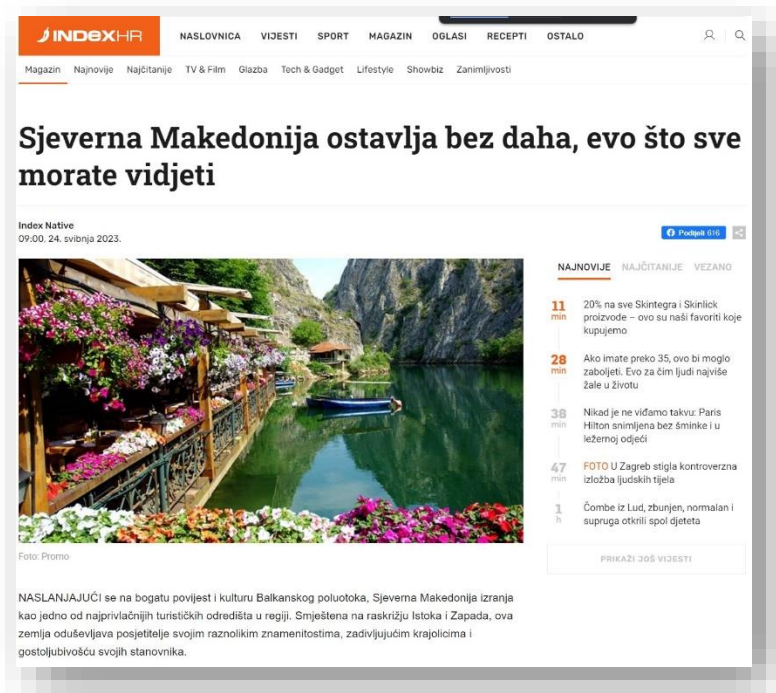 INDEXHR
NASLOVNICA VIJESTI SPORT MAGAZIN OGLASI RECEPTI OSTALO
Magazin Najnovije Najčitanije TV & Film Glazba Tech & Gadget Lifestyle Showbiz Zanimljivosti
Sjeverna Makedonija ostavlja bez daha, evo što sve
morate vidjeti
Index Native
09:00, 24. svibnja 2023.
Podijeli 616
Foto: Promo
NASLANJAJUĆI se na bogatu povijest i kulturu Balkanskog poluotoka, Sjeverna Makedonija izranja
kao jedno od najprivlačnijih turističkih odredišta u regiji. Smještena na raskrižju Istoka i Zapada, ova
zemlja oduševljava posjetitelje svojim raznolikim znamenitostima, zadivljujućim krajolicima i
gostoljubivošću svojih stanovnika.
NAJNOVIJE NAJČITANIJE VEZANO
11 min
20% na sve Skintegra i Skinlick
proizvode – ovo su naši favoriti koje
kupujemo
28 min
Ako imate preko 35, ovo bi moglo
zaboljeti. Evo za čim ljudi najviše
žale u životu
38 min
Nikad je ne viđamo takvu: Paris
Hilton snimljena bez šminke i u
ležernoj odjeći
47 min
FOTO U Zagreb stigla kontroverzna
izložba ljudskih tijela
1 h
Čombe iz Lud, zbunjen, normalan i
supruga otkrili spol djeteta
PRIKAŽI JOŠ VIJESTI